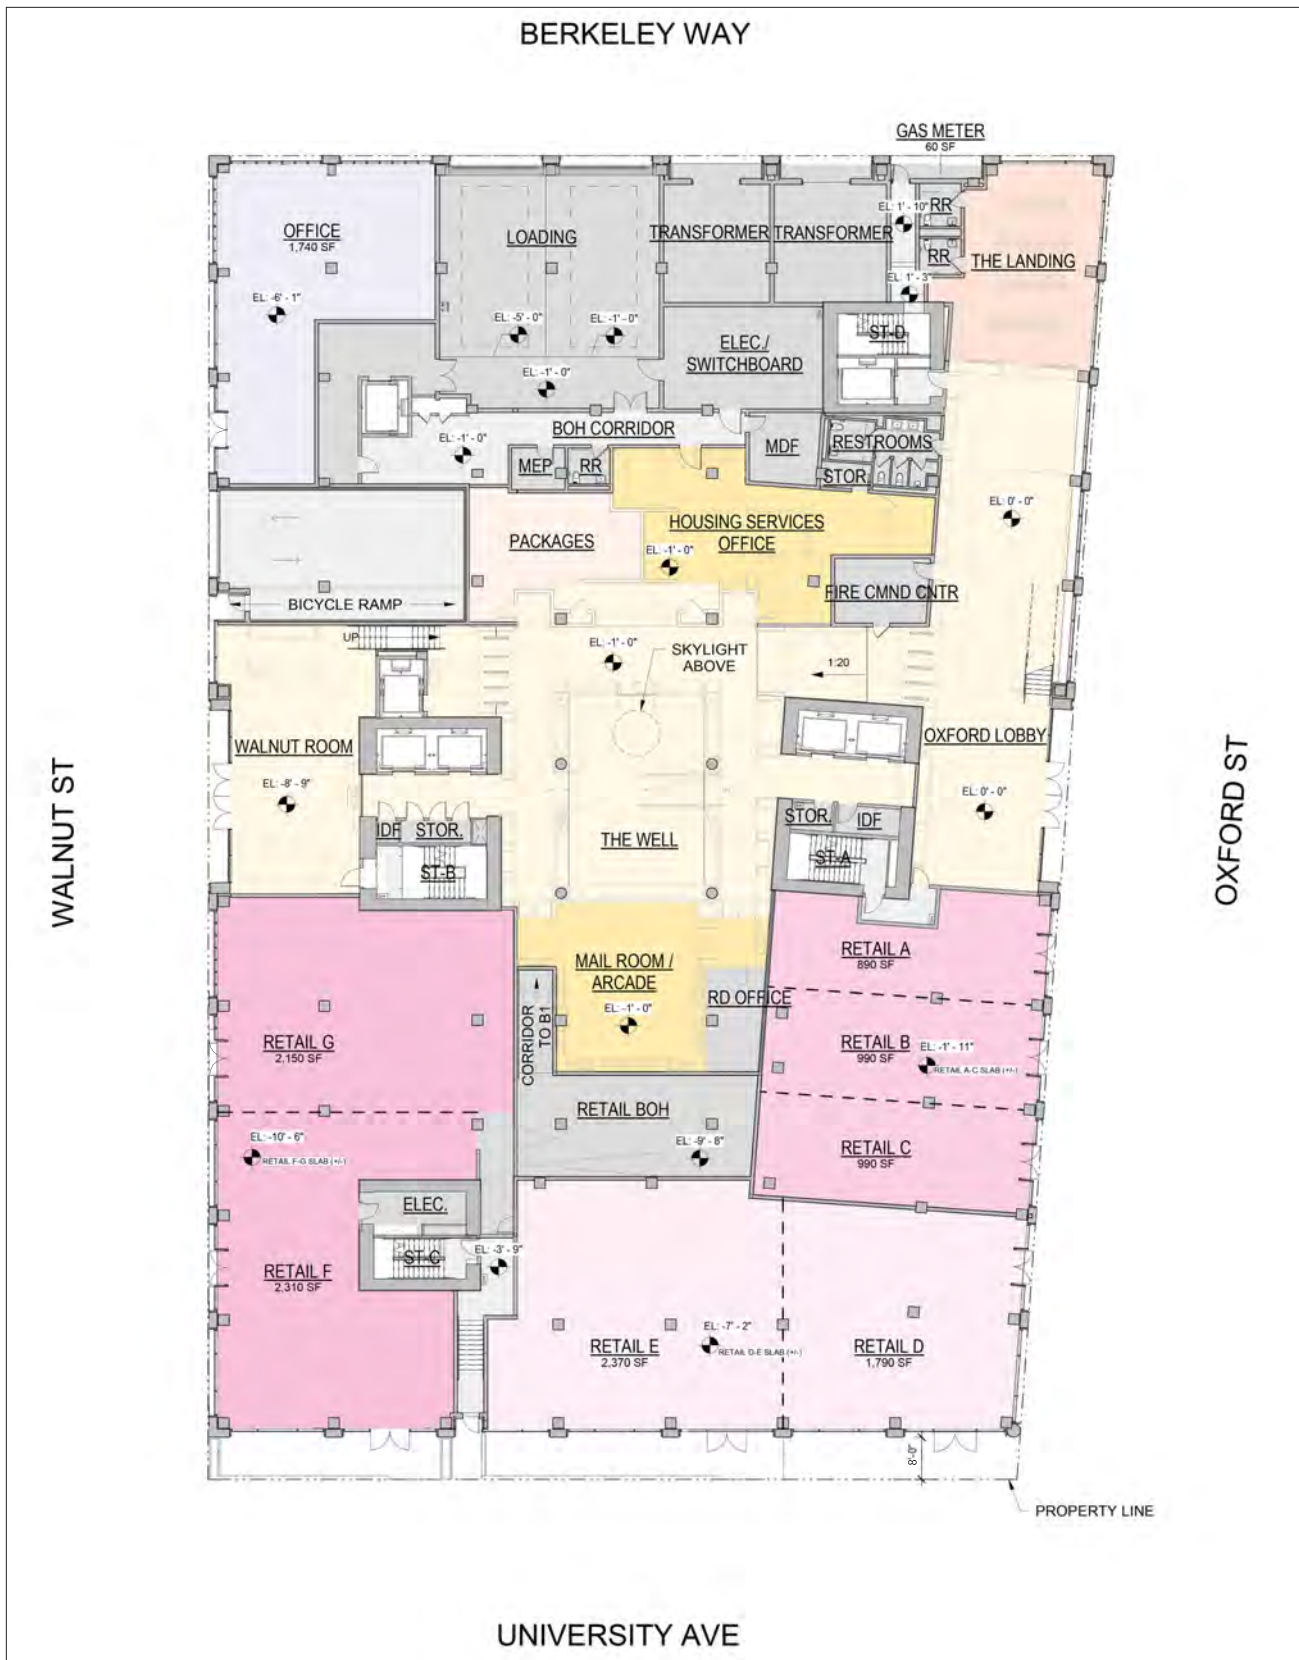 BERKELEY WAY
GAS METER
60 SF
OFFICE
1,740 SF
LOADING
TRANSFORMER
TRANSFORMER
EL: 1' - 10"
RR
RR
THE LANDING
EL: 1' - 3"
EL: -6' - 1"
EL: -5' - 0"
EL: -1' - 0"
ELEC./
SWITCHBOARD
ST-D
EL: -1' - 0"
BOH CORRIDOR
EL: -1' - 0"
MEP
RR
MDF
RESTROOMS
STOR.
EL: 0' - 0"
PACKAGES
HOUSING SERVICES
OFFICE
EL: -1' - 0"
BICYCLE RAMP
FIRE CMND CNTR
UP
EL: -1' - 0"
SKYLIGHT
ABOVE
1:20
WALNUT ROOM
OXFORD LOBBY
EL: -8' - 9"
EL: 0' - 0"
WALNUT ST
OXFORD ST
IDF
STOR.
ST-B
THE WELL
STOR.
IDF
ST-A
MAIL ROOM /
ARCADE
EL: -1' - 0"
RD OFFICE
CORRIDOR
TO B1
RETAIL A
890 SF
RETAIL B
990 SF
EL: -1' - 11"
RETAIL A-C SLAB (+/-)
RETAIL C
990 SF
RETAIL G
2,150 SF
RETAIL BOH
EL: -9' - 8"
EL: -10' - 6"
RETAIL F-G SLAB (+/-)
ELEC.
ST-C
EL: -3' - 9"
RETAIL F
2,310 SF
RETAIL E
2,370 SF
EL: -7' - 2"
RETAIL D-E SLAB (+/-)
RETAIL D
1,790 SF
8'-0"
PROPERTY LINE
UNIVERSITY AVE